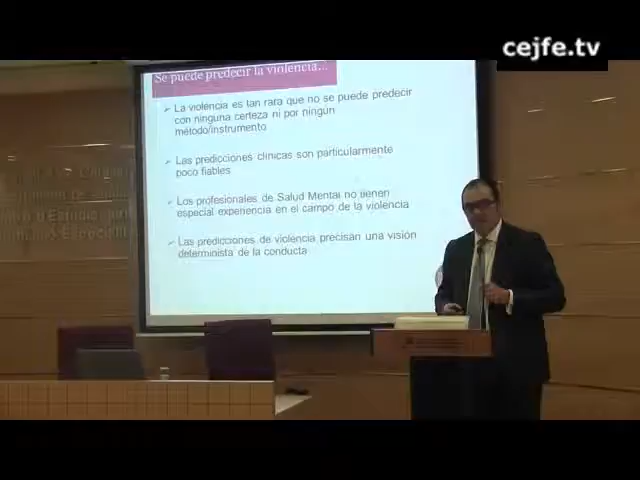 cejfe.tv
Se puede predecir la violencia...
La violencia es tan rara que no se puede predecir
con ninguna certeza ni por ningún
método/instrumento
Las predicciones clínicas son particularmente
poco fiables
Los profesionales de Salud Mental no tienen
especial experiencia en el campo de la violencia
Las predicciones de violencia precisan una visión
determinista de la conducta